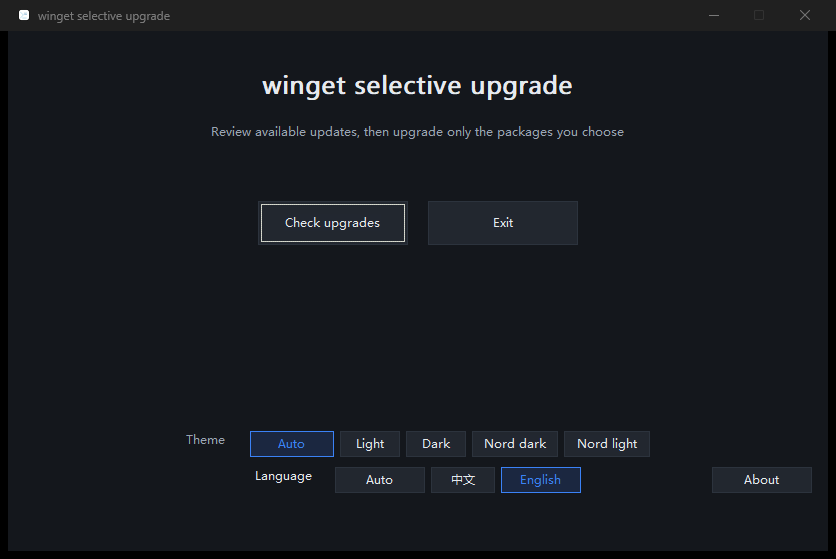 winget selective upgrade
winget selective upgrade
Review available updates, then upgrade only the packages you choose
Check upgrades Exit
Theme Auto Light Dark Nord dark Nord light
Language Auto 中文 English About